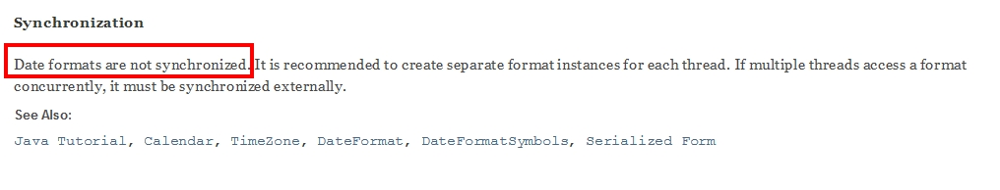 Synchronization
Date formats are not synchronized. It is recommended to create separate format instances for each thread. If multiple threads access a format
concurrently, it must be synchronized externally.
See Also:
Java Tutorial, Calendar, TimeZone, DateFormat, DateFormatSymbols, Serialized Form